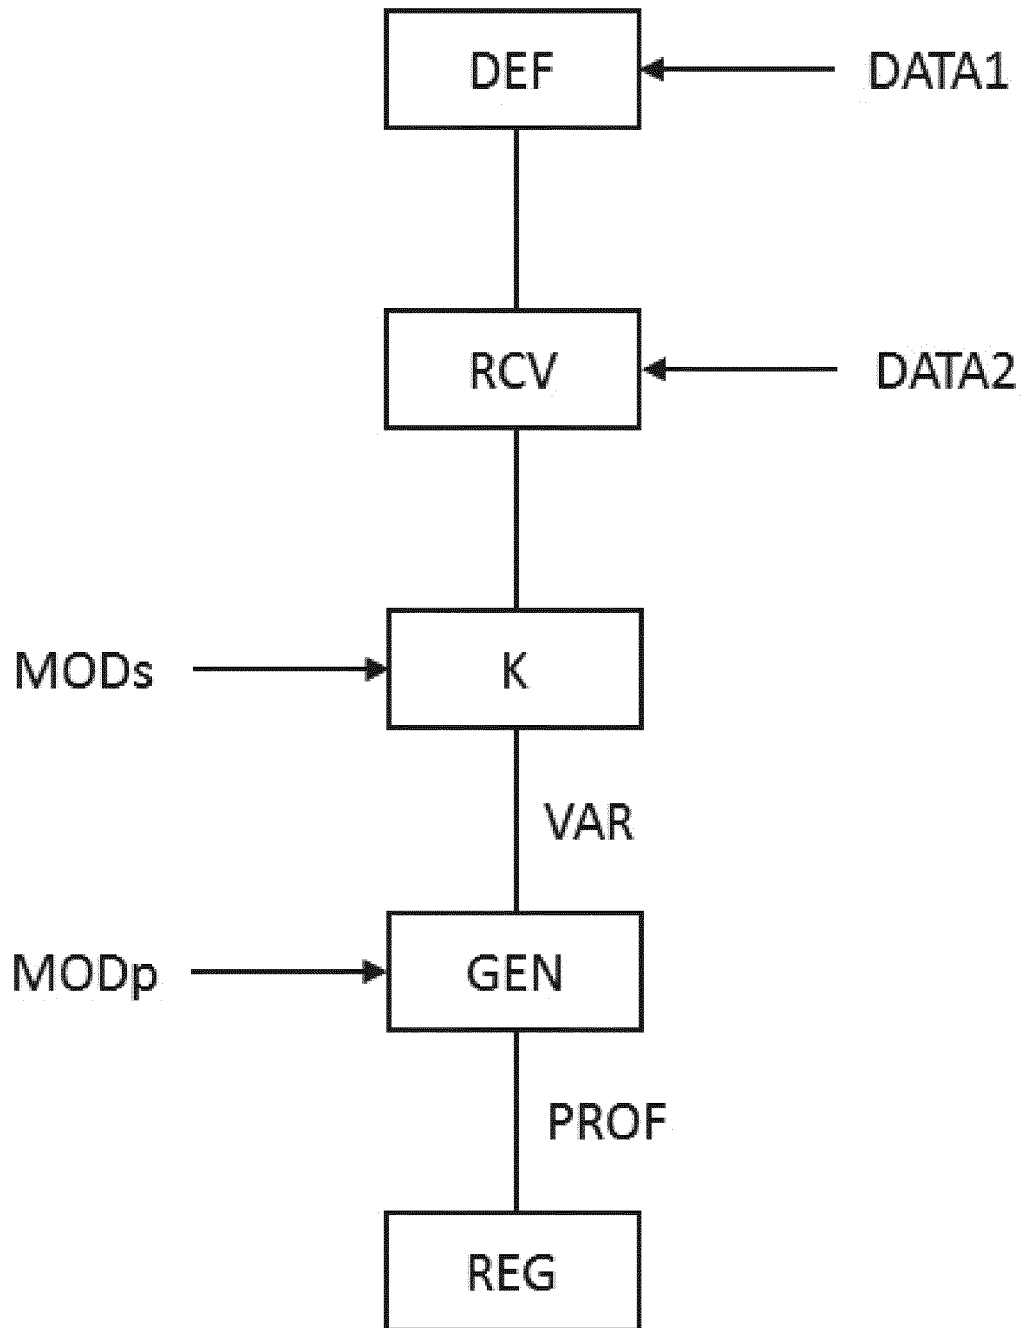 DEF
DATA1
RCV
DATA2
MODs
K
VAR
MODp
GEN
PROF
REG